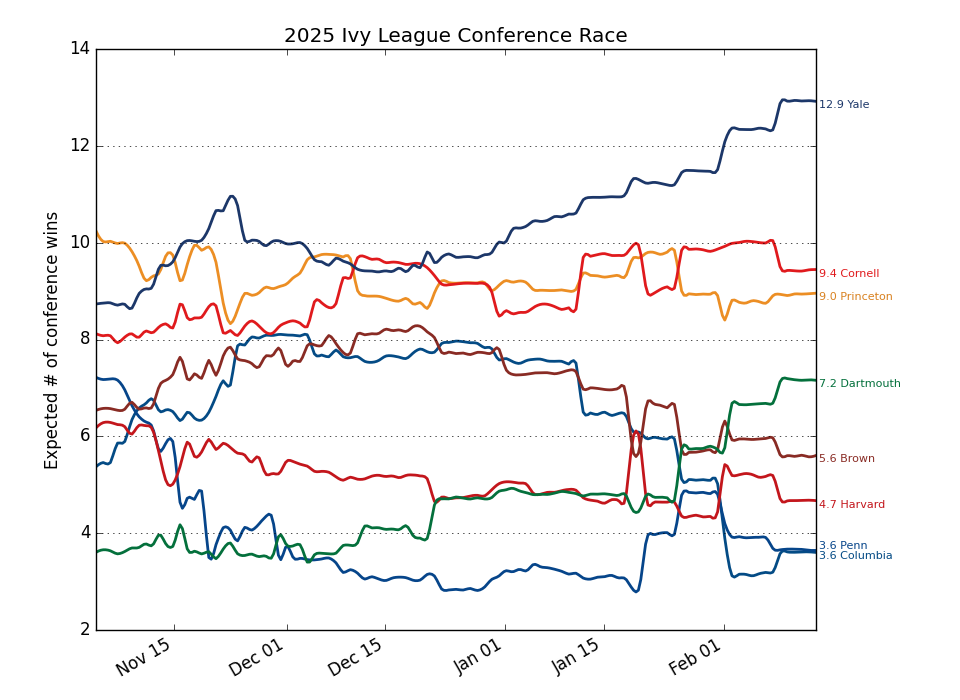 2025 Ivy League Conference Race
Expected # of conference wins
14
12
10
8
6
4
2
Nov 15
Dec 01
Dec 15
Jan 01
Jan 15
Feb 01
12.9 Yale
9.4 Cornell
9.0 Princeton
7.2 Dartmouth
5.6 Brown
4.7 Harvard
3.6 Penn
3.6 Columbia